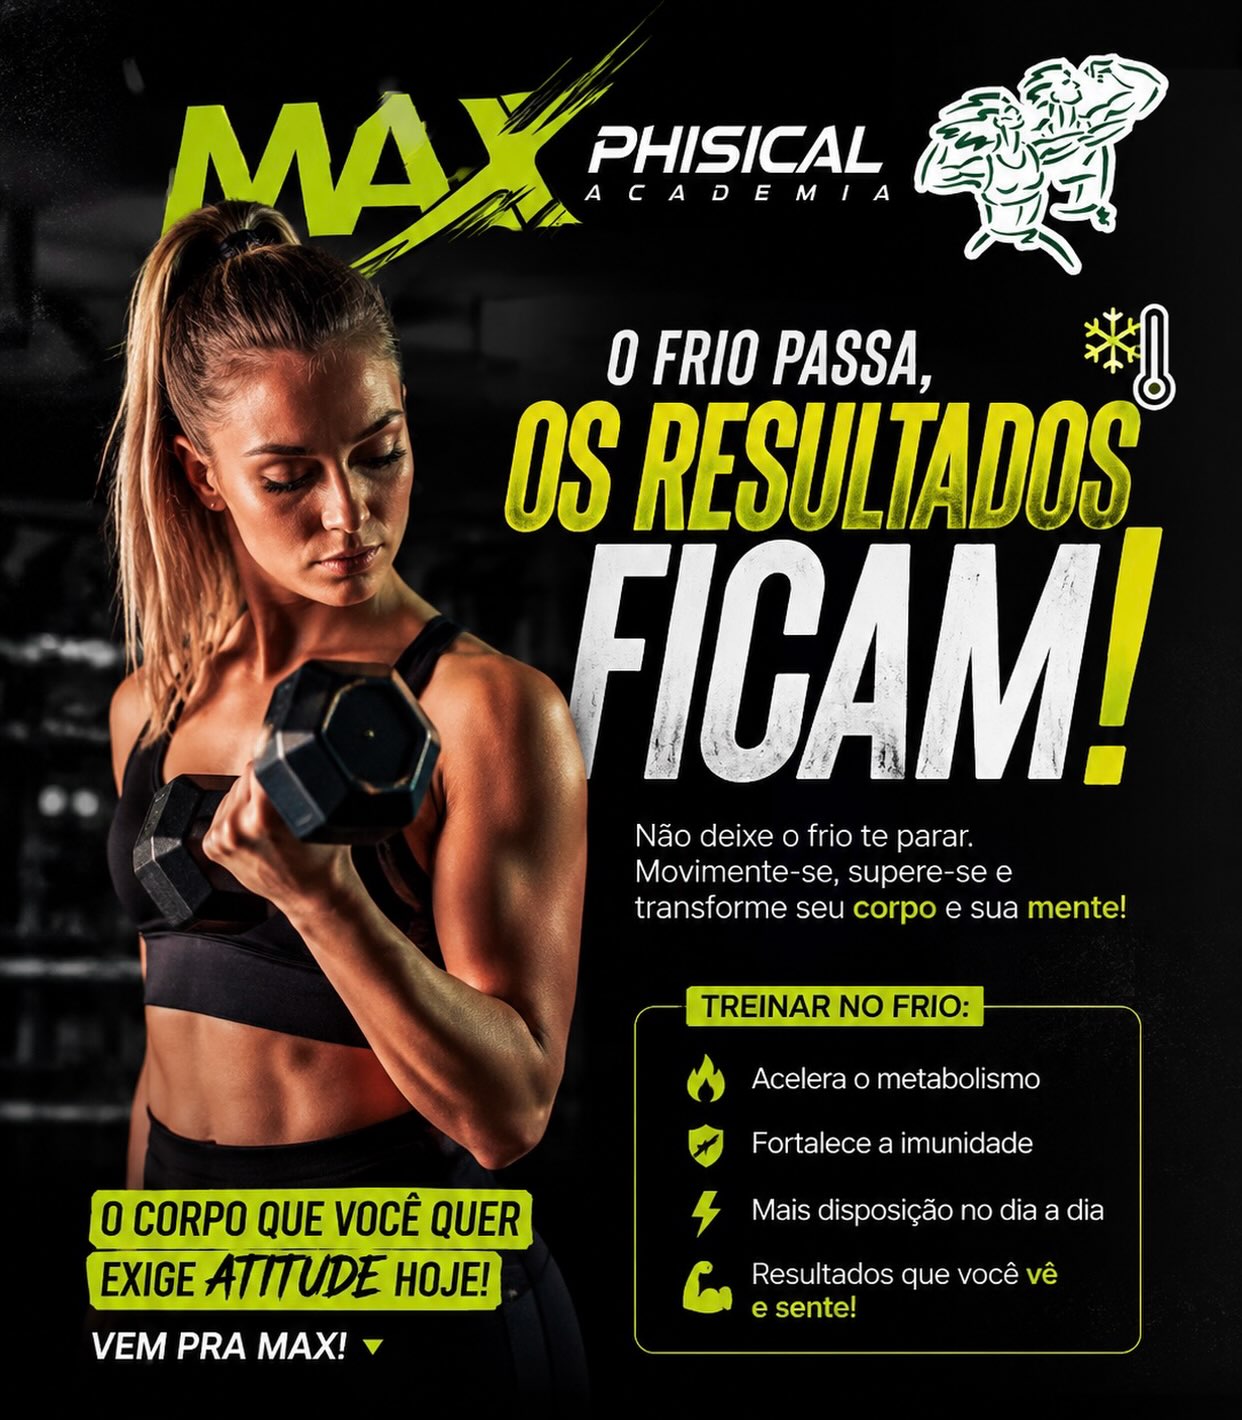 MAX PHISICAL
ACADEMIA
O FRIO PASSA,
OS RESULTADOS
FICAM!
Não deixe o frio te parar.
Movimente-se, supere-se e
transforme seu corpo e sua mente!
TREINAR NO FRIO:
Acelera o metabolismo
Fortalece a imunidade
Mais disposição no dia a dia
Resultados que você vê
e sente!
O CORPO QUE VOCÊ QUER
EXIGE ATITUDE HOJE!
VEM PRA MAX!